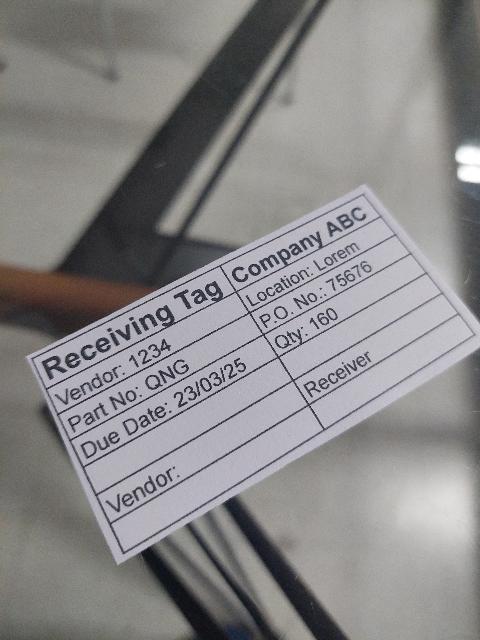 Receiving Tag Company ABC
Vendor: 1234 Location: Lorem
Part No: QNG P.O. No.: 75676
Due Date: 23/03/25 Qty: 160
Vendor: Receiver